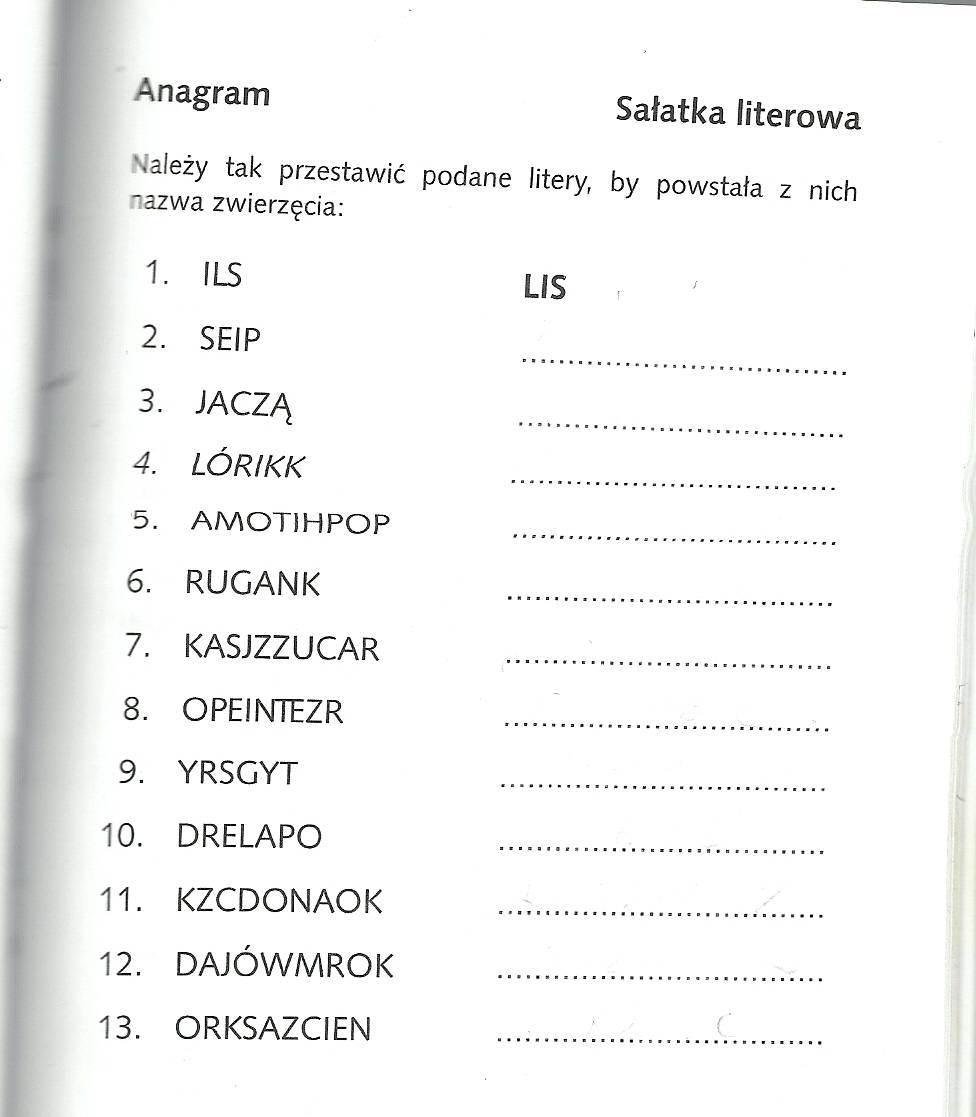 Anagram Sałatka literowa
Należy tak przestawić podane litery, by powstała z nich
nazwa zwierzęcia:
1. ILS LIS
2. SEIP ........................................
3. JACZĄ ........................................
4. LÓRIKK ........................................
5. AMOTIHPOP ........................................
6. RUGANK ........................................
7. KASJZZUCAR ........................................
8. OPEINTEZR ........................................
9. YRSGYT ........................................
10. DRELAPO ........................................
11. KZCDONAOK ........................................
12. DAJÓWMROK ........................................
13. ORKSAZCIEN ........................................